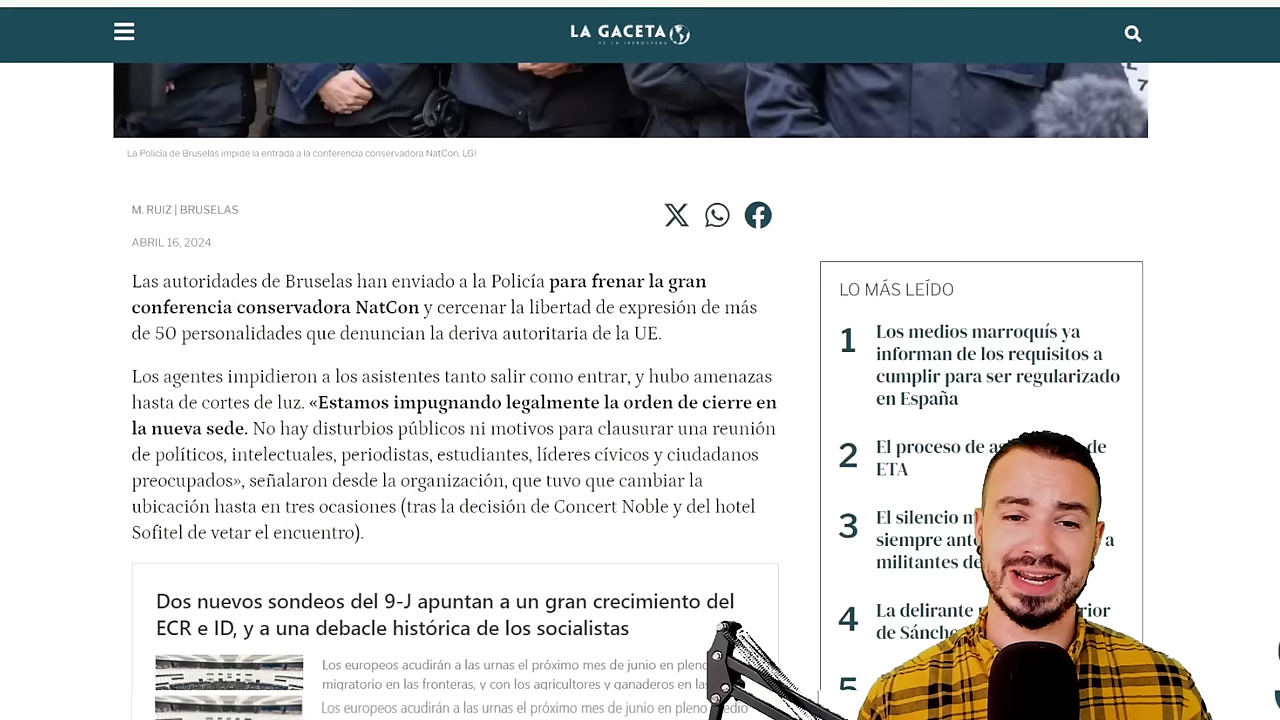 LA GACETA
DE LA IBEROSFERA
7
La Policía de Bruselas impide la entrada a la conferencia conservadora NatCon. LGI
M. RUIZ | BRUSELAS
ABRIL 16, 2024
Las autoridades de Bruselas han enviado a la Policía para frenar la gran
conferencia conservadora NatCon y cercenar la libertad de expresión de más
de 50 personalidades que denuncian la deriva autoritaria de la UE.
Los agentes impidieron a los asistentes tanto salir como entrar, y hubo amenazas
hasta de cortes de luz. «Estamos impugnando legalmente la orden de cierre en
la nueva sede. No hay disturbios públicos ni motivos para clausurar una reunión
de políticos, intelectuales, periodistas, estudiantes, líderes cívicos y ciudadanos
preocupados», señalaron desde la organización, que tuvo que cambiar la
ubicación hasta en tres ocasiones (tras la decisión de Concert Noble y del hotel
Sofitel de vetar el encuentro).
Dos nuevos sondeos del 9-J apuntan a un gran crecimiento del
ECR e ID, y a una debacle histórica de los socialistas
Los europeos acudirán a las urnas el próximo mes de junio en pleno
migratorio en las fronteras, y con los agricultores y ganaderos en las
Los europeos acudirán a las urnas el próximo mes de junio en pleno
LO MÁS LEÍDO
1 Los medios marroquís ya
informan de los requisitos a
cumplir para ser regularizado
en España
2 El proceso de de
ETA
3 El silencio
siempre a
militantes
4 La delirante
de Sánch
5